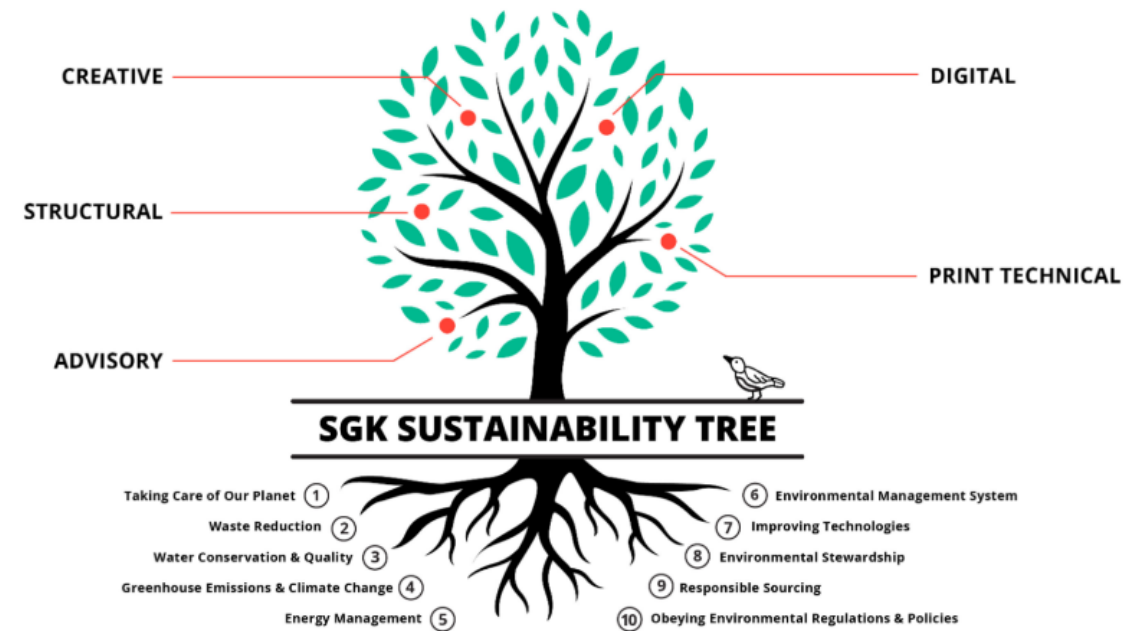 CREATIVE
DIGITAL
STRUCTURAL
PRINT TECHNICAL
ADVISORY
SGK SUSTAINABILITY TREE
Taking Care of Our Planet 1
Waste Reduction 2
Water Conservation & Quality 3
Greenhouse Emissions & Climate Change 4
Energy Management 5
6 Environmental Management System
7 Improving Technologies
8 Environmental Stewardship
9 Responsible Sourcing
10 Obeying Environmental Regulations & Policies